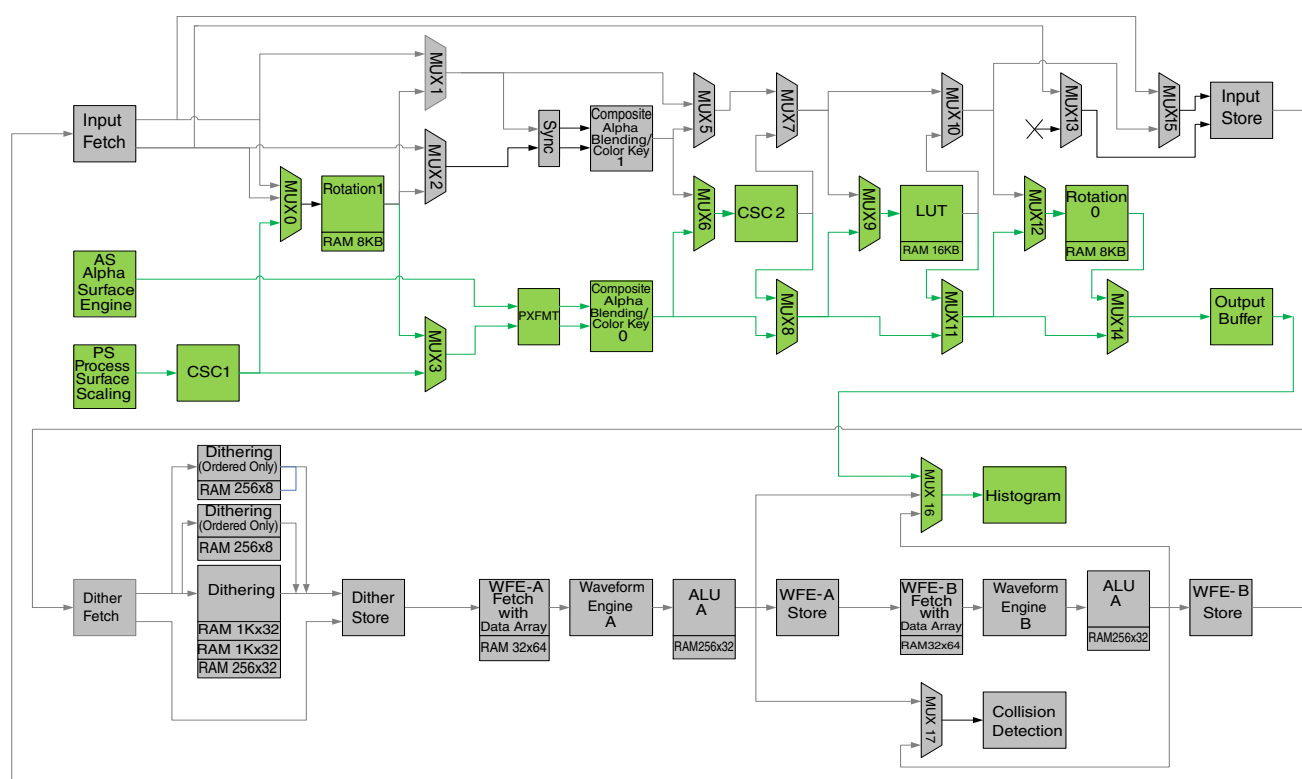 Input
Fetch
MUX1
MUX2
MUX 0
Rotation1
RAM 8KB
Sync
Composite
Alpha
Blending/
Color Key
1
MUX5
MUX7
MUX10
MUX13
MUX15
Input
Store
MUX6
CSC 2
MUX9
LUT
RAM 16KB
MUX12
Rotation
0
RAM 8KB
AS
Alpha
Surface
Engine
PXFMT
Composite
Alpha
Blending/
Color Key
0
MUX8
MUX11
MUX14
Output
Buffer
PS
Process
Surface
Scaling
CSC1
MUX3
Dithering
(Ordered Only)
RAM 256x8
Dithering
(Ordered Only)
RAM 256x8
MUX 16
Histogram
Dither
Fetch
Dithering
RAM 1Kx32
RAM 1Kx32
RAM 256x32
Dither
Store
WFE-A
Fetch
with
Data Array
RAM 32x64
Waveform
Engine
A
ALU
A
RAM256x32
WFE-A
Store
WFE-B
Fetch
with
Data Array
RAM32x64
Waveform
Engine
B
ALU
A
RAM256x32
WFE-B
Store
MUX 17
Collision
Detection